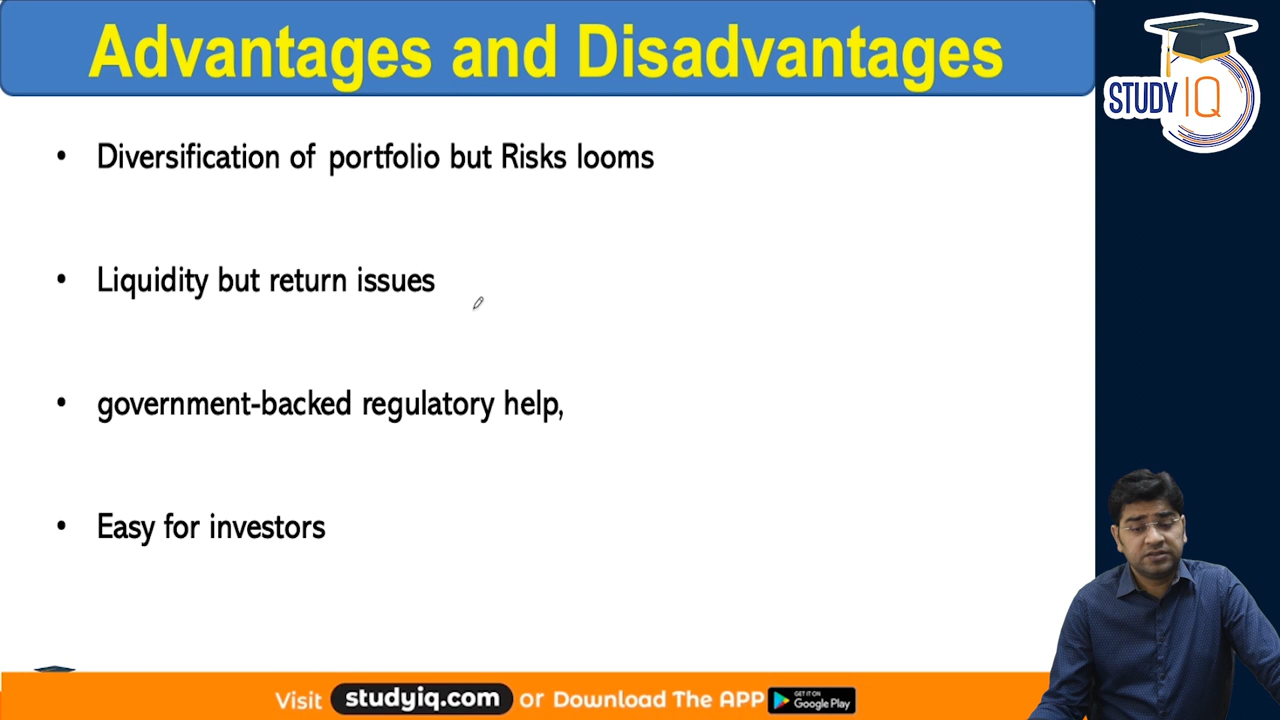 Advantages and Disadvantages
STUDY IQ
• Diversification of portfolio but Risks looms
• Liquidity but return issues
• government-backed regulatory help,
• Easy for investors
Visit studyiq.com or Download The APP GET IT ON Google Play